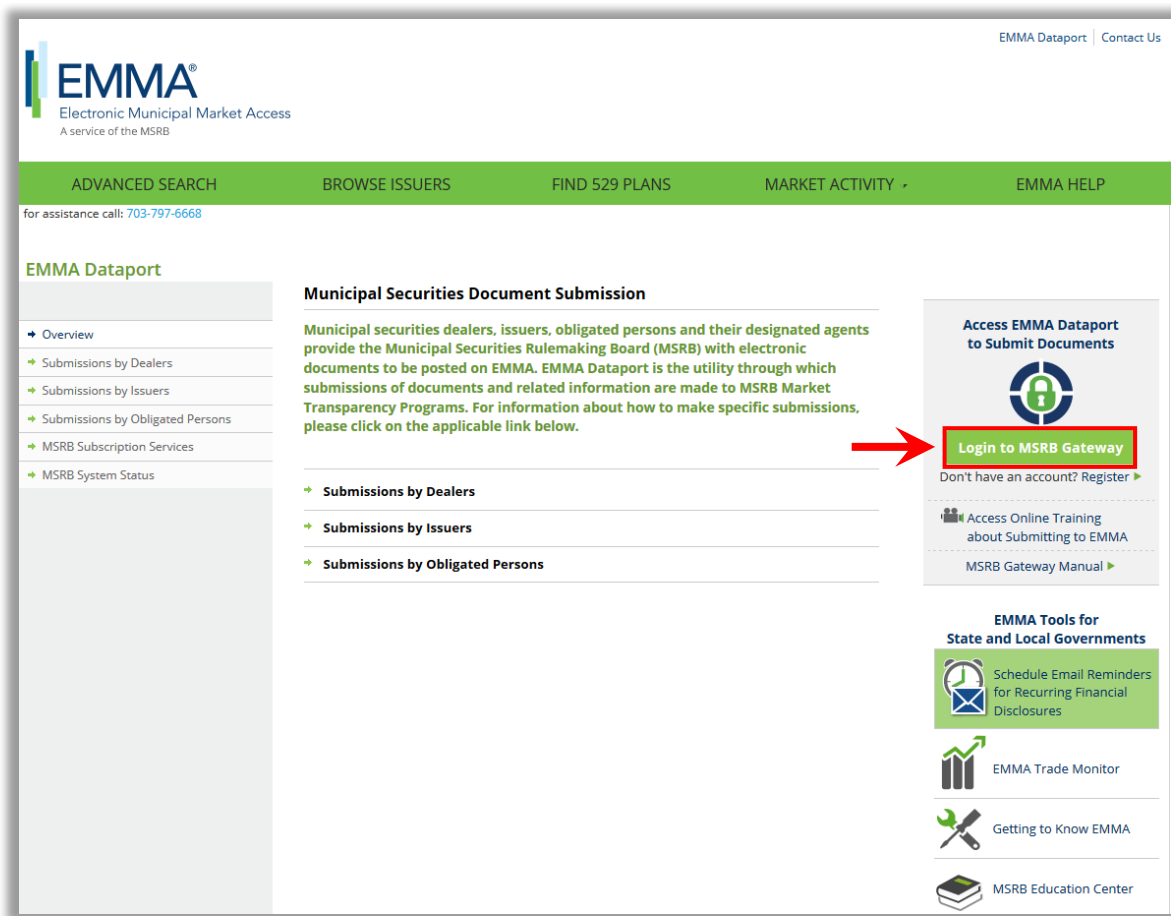 EMMA Dataport | Contact Us
EMMA®
Electronic Municipal Market Access
A service of the MSRB
ADVANCED SEARCH BROWSE ISSUERS FIND 529 PLANS MARKET ACTIVITY EMMA HELP
for assistance call: 703-797-6668
EMMA Dataport
Overview
Submissions by Dealers
Submissions by Issuers
Submissions by Obligated Persons
MSRB Subscription Services
MSRB System Status
Municipal Securities Document Submission
Municipal securities dealers, issuers, obligated persons and their designated agents
provide the Municipal Securities Rulemaking Board (MSRB) with electronic
documents to be posted on EMMA. EMMA Dataport is the utility through which
submissions of documents and related information are made to MSRB Market
Transparency Programs. For information about how to make specific submissions,
please click on the applicable link below.
Submissions by Dealers
Submissions by Issuers
Submissions by Obligated Persons
Access EMMA Dataport
to Submit Documents
Login to MSRB Gateway
Don't have an account? Register
Access Online Training
about Submitting to EMMA
MSRB Gateway Manual
EMMA Tools for
State and Local Governments
Schedule Email Reminders
for Recurring Financial
Disclosures
EMMA Trade Monitor
Getting to Know EMMA
MSRB Education Center